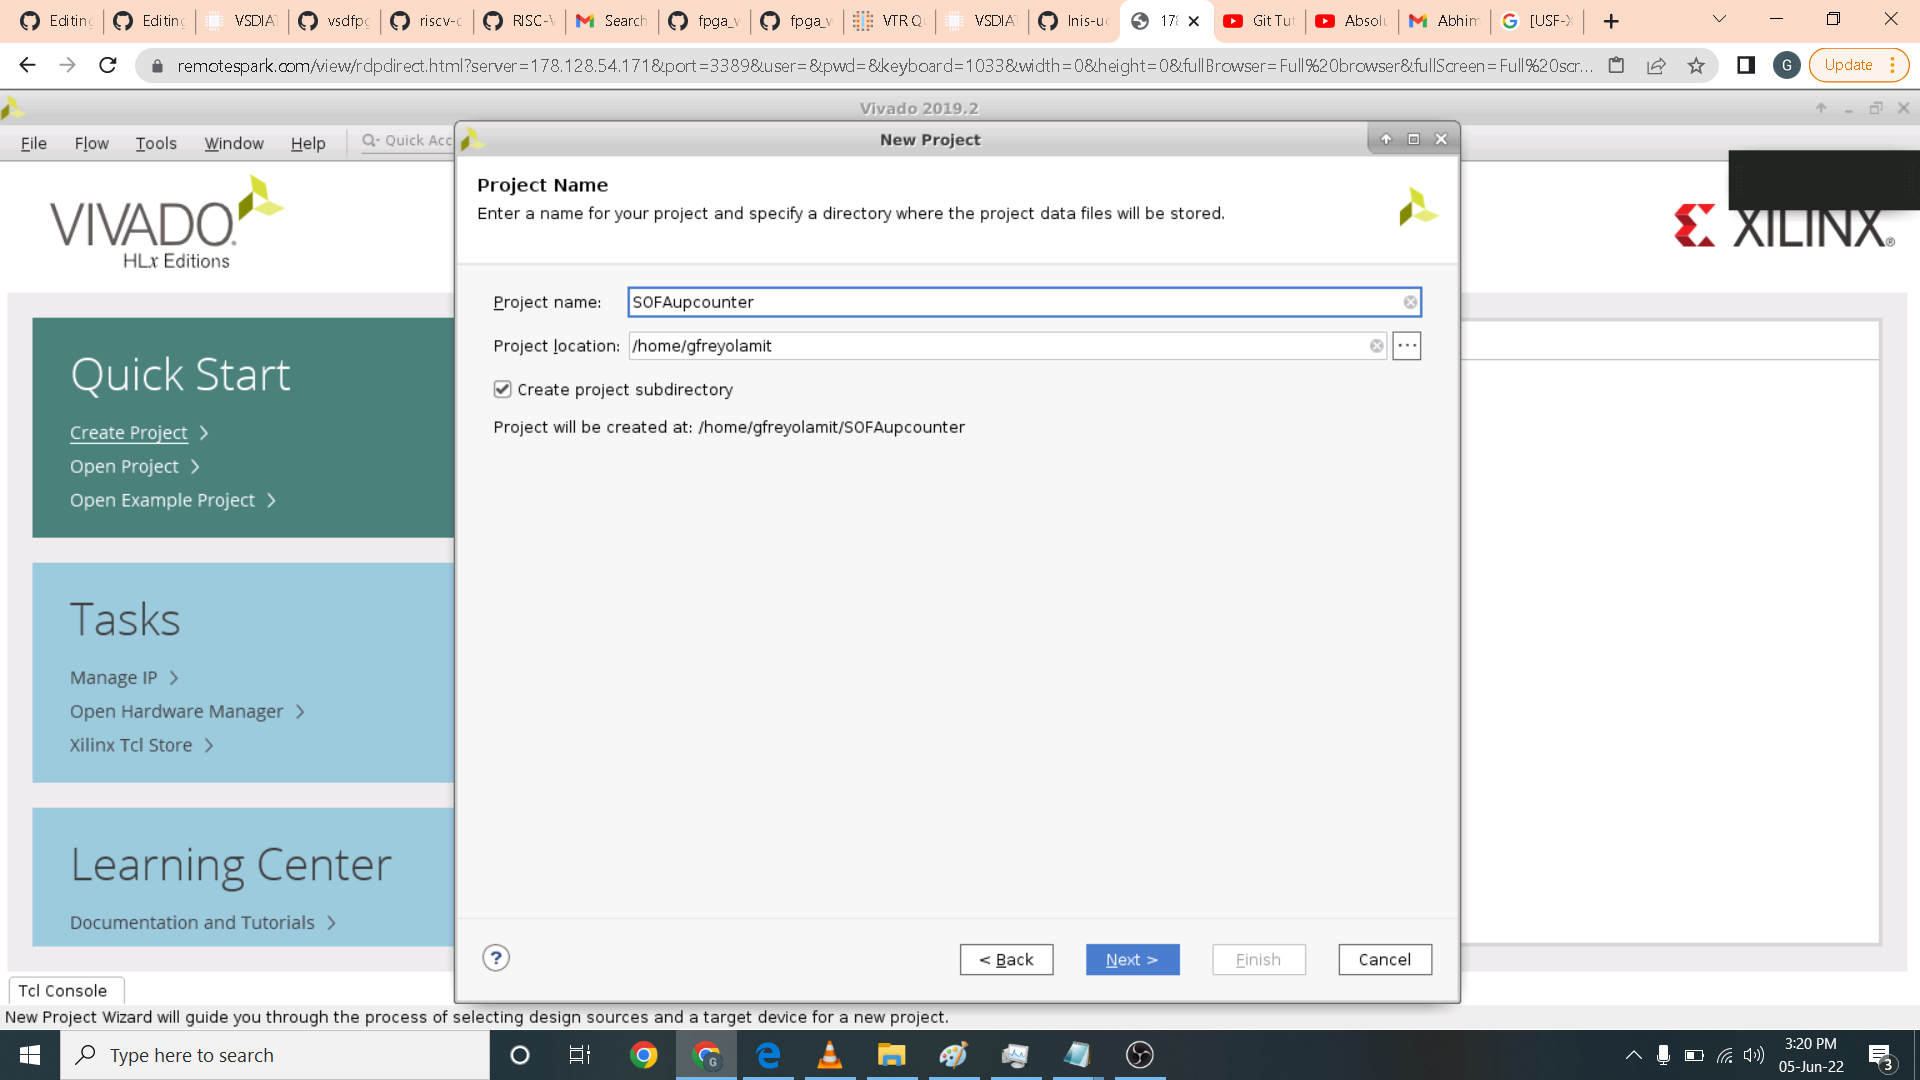 Editing
Editing
VSDIA
vsdfpg
riscv-c
RISC-V
Search
fpga_v
fpga_v
VTR Q
VSDIA
lnis-uc
178
Git Tut
Absolu
Abhim
[USF-X
remotespark.com/view/rdpdirect.html?server=178.128.54.171&port=3389&user=&pwd=&keyboard=1033&width=0&height=0&fullBrowser=Full%20browser&fullScreen=Full%20scr...
G
Update
Vivado 2019.2
File Flow Tools Window Help
Quick Acc
New Project
VIVADO
HLx Editions
XILINX
Project Name
Enter a name for your project and specify a directory where the project data files will be stored.
Project name: SOFAupcounter
Project location: /home/gfreyolamit
Create project subdirectory
Project will be created at: /home/gfreyolamit/SOFAupcounter
Quick Start
Create Project >
Open Project >
Open Example Project >
Tasks
Manage IP >
Open Hardware Manager >
Xilinx Tcl Store >
Learning Center
Documentation and Tutorials >
?
< Back
Next >
Finish
Cancel
Tcl Console
New Project Wizard will guide you through the process of selecting design sources and a target device for a new project.
Type here to search
3:20 PM
05-Jun-22
3